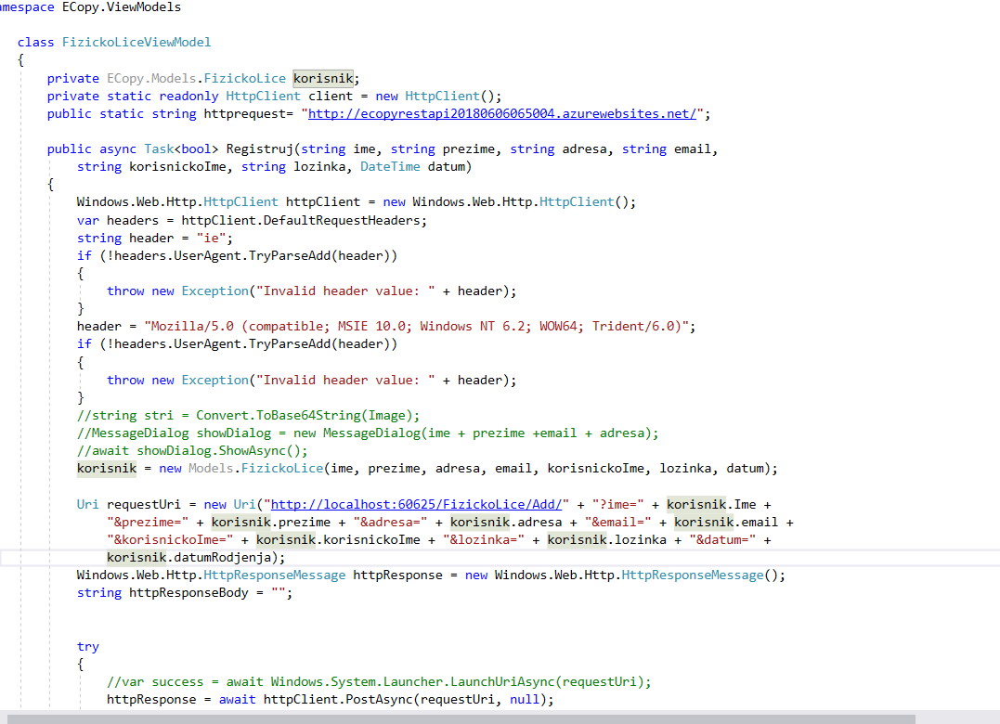 amespace ECopy.ViewModels
class FizickoLiceViewModel
{
private ECopy.Models.FizickoLice korisnik;
private static readonly HttpClient client = new HttpClient();
public static string httprequest= "http://ecopyrestapi20180606065004.azurewebsites.net/";
public async Task<bool> Registruj(string ime, string prezime, string adresa, string email,
string korisnickoIme, string lozinka, DateTime datum)
{
Windows.Web.Http.HttpClient httpClient = new Windows.Web.Http.HttpClient();
var headers = httpClient.DefaultRequestHeaders;
string header = "ie";
if (!headers.UserAgent.TryParseAdd(header))
{
throw new Exception("Invalid header value: " + header);
}
header = "Mozilla/5.0 (compatible; MSIE 10.0; Windows NT 6.2; WOW64; Trident/6.0)";
if (!headers.UserAgent.TryParseAdd(header))
{
throw new Exception("Invalid header value: " + header);
}
//string stri = Convert.ToBase64String(Image);
//MessageDialog showDialog = new MessageDialog(ime + prezime +email + adresa);
//await showDialog.ShowAsync();
korisnik = new Models.FizickoLice(ime, prezime, adresa, email, korisnickoIme, lozinka, datum);
Uri requestUri = new Uri("http://localhost:60625/FizickoLice/Add/" + "?ime=" + korisnik.Ime +
"&prezime=" + korisnik.prezime + "&adresa=" + korisnik.adresa + "&email=" + korisnik.email +
"&korisnickoIme=" + korisnik.korisnickoIme + "&lozinka=" + korisnik.lozinka + "&datum=" +
korisnik.datumRodjenja);
Windows.Web.Http.HttpResponseMessage httpResponse = new Windows.Web.Http.HttpResponseMessage();
string httpResponseBody = "";
try
{
//var success = await Windows.System.Launcher.LaunchUriAsync(requestUri);
httpResponse = await httpClient.PostAsync(requestUri, null);